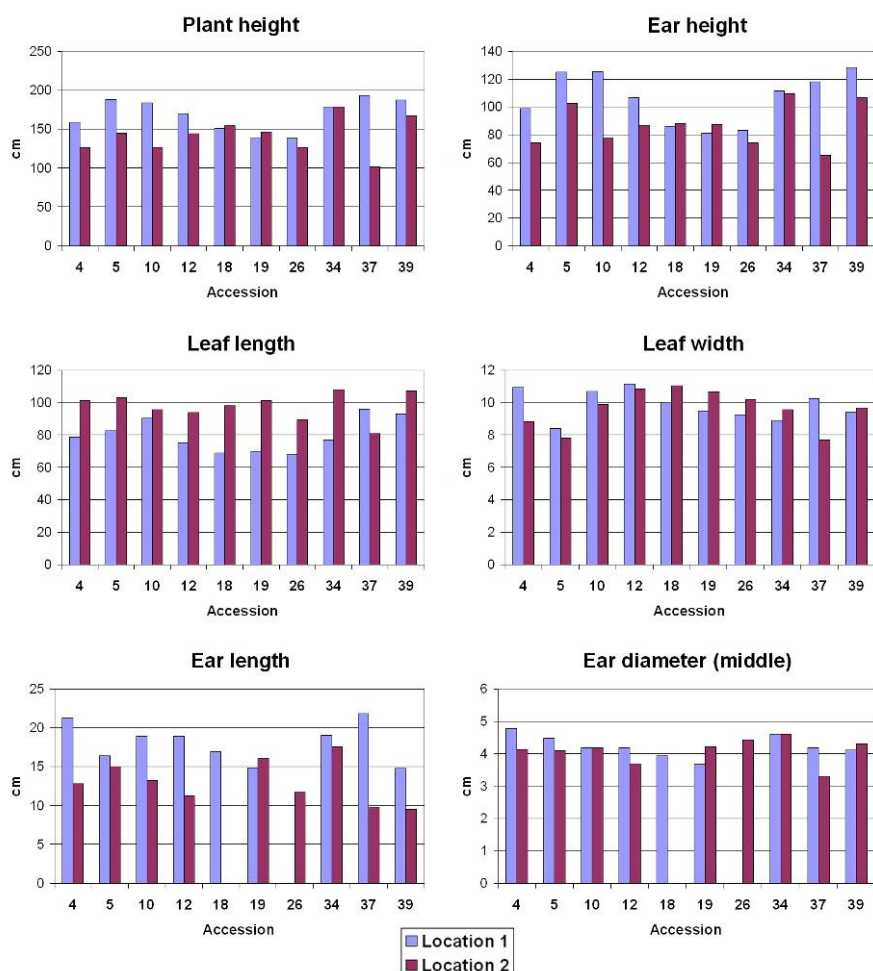 Plant height
250
200
150
100
50
0
cm
4 5 10 12 18 19 26 34 37 39
Accession
Ear height
140
120
100
80
60
40
20
0
cm
4 5 10 12 18 19 26 34 37 39
Accession
Leaf length
120
100
80
60
40
20
0
cm
4 5 10 12 18 19 26 34 37 39
Accession
Leaf width
12
10
8
6
4
2
0
cm
4 5 10 12 18 19 26 34 37 39
Accession
Ear length
25
20
15
10
5
0
cm
4 5 10 12 18 19 26 34 37 39
Accession
Ear diameter (middle)
6
5
4
3
2
1
0
cm
4 5 10 12 18 19 26 34 37 39
Accession
Location 1
Location 2